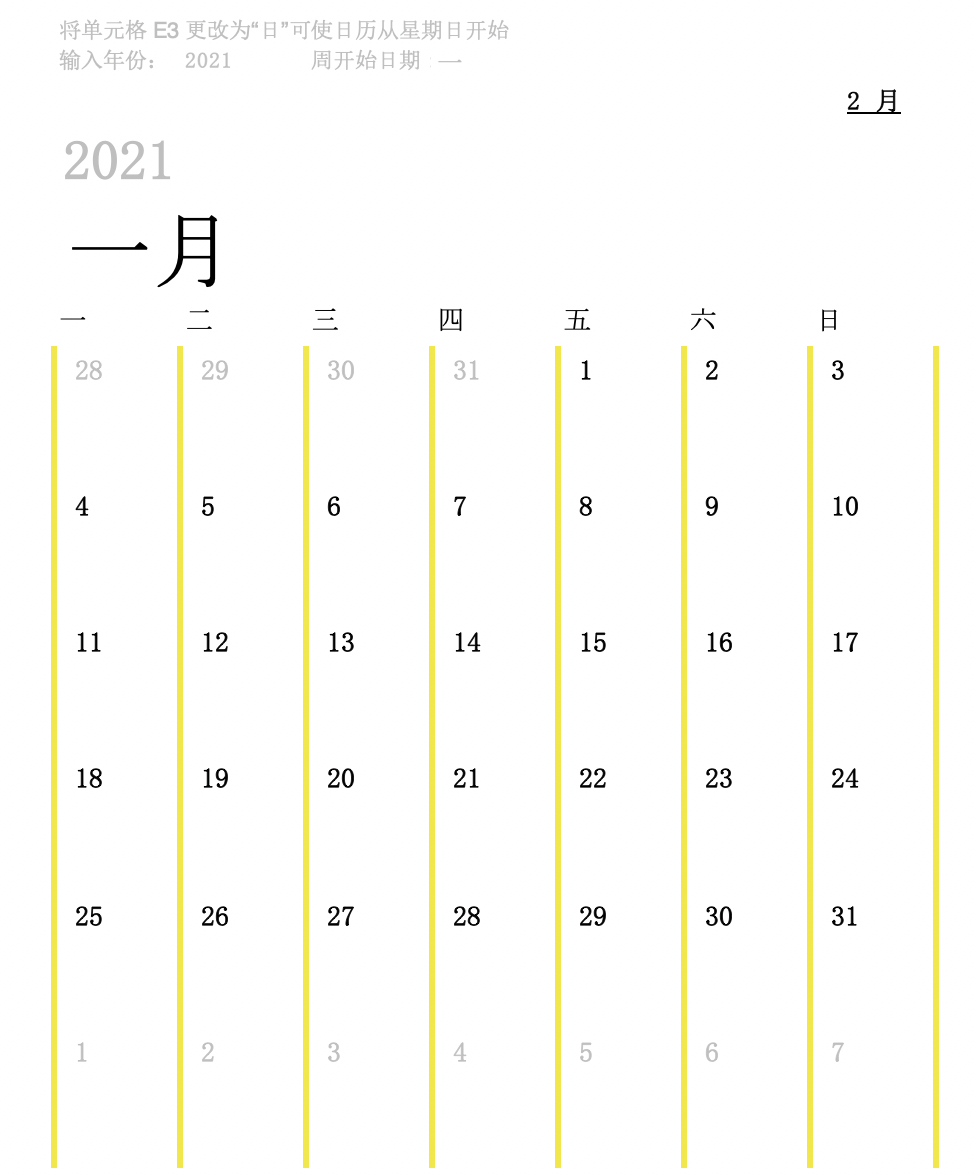 将单元格 E3 更改为“日”可使日历从星期日开始
输入年份： 2021 周开始日期：一
2 月
2021
一月
一 二 三 四 五 六 日
28 29 30 31 1 2 3
4 5 6 7 8 9 10
11 12 13 14 15 16 17
18 19 20 21 22 23 24
25 26 27 28 29 30 31
1 2 3 4 5 6 7